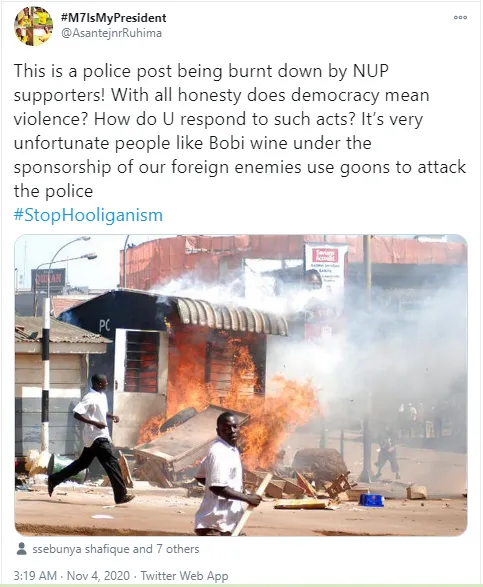 #M7IsMyPresident
@AsantejnrRuhima
This is a police post being burnt down by NUP
supporters! With all honesty does democracy mean
violence? How do U respond to such acts? It's very
unfortunate people like Bobi wine under the
sponsorship of our foreign enemies use goons to attack
the police
#StopHooliganism
PC
ssebunya shafique and 7 others
3:19 AM · Nov 4, 2020 · Twitter Web App